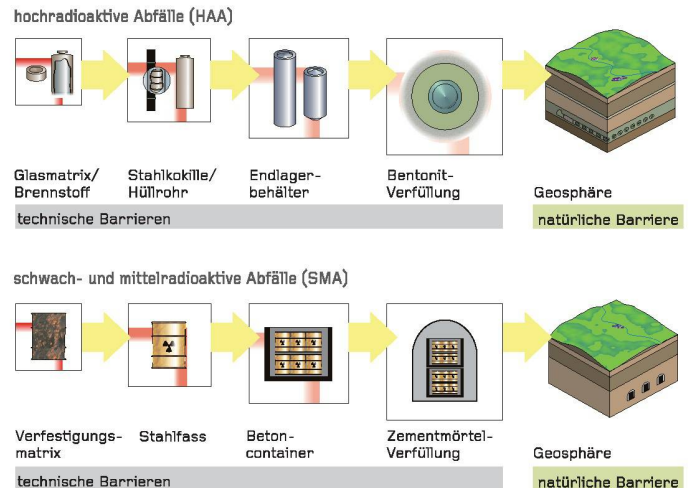 hochradioaktive Abfälle (HAA)
Glasmatrix/
Brennstoff
Stahlkokille/
Hüllrohr
Endlager-
behälter
Bentonit-
Verfüllung
Geosphäre
technische Barrieren
natürliche Barriere
schwach- und mittelradioaktive Abfälle (SMA)
Verfestigungs-
matrix
Stahlfass
Beton-
container
Zementmörtel-
Verfüllung
Geosphäre
technische Barrieren
natürliche Barriere